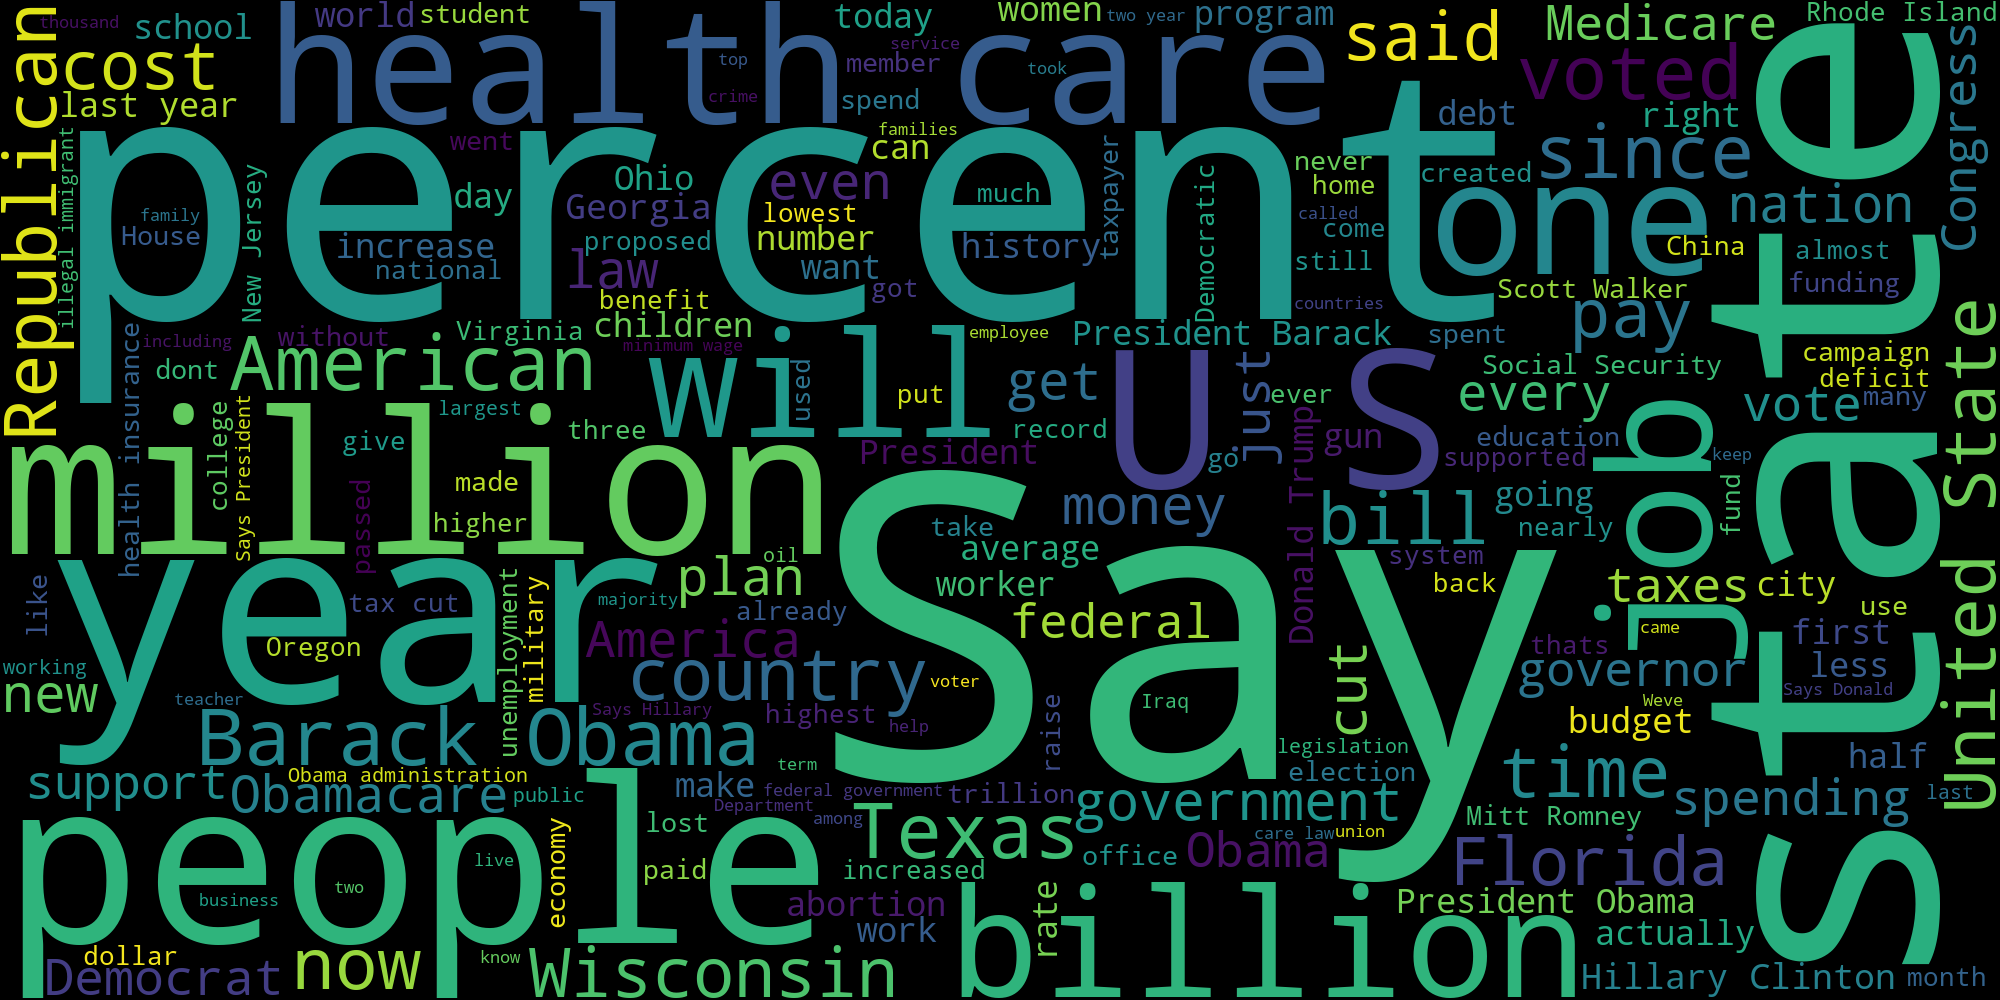 thousand
school
world
student
today
women
two year
program
said
Medicare
Rhode Island
Republican
cost
health care
top
service
member
took
voted
state
Congress
last year
crime
spend
debt
right
percent
went
families
can
since
illegal immigrant
New Jersey
family
House
day
Ohio
Georgia
even
lowest
number
much
taxpayer
Democratic
never
home
created
one
nation
increase
national
proposed
law
want
history
called
come
still
China
almost
benefit
got
countries
Scott Walker
funding
including
without
Virginia
children
employee
President Barack
spent
pay
health insurance
dont
American
minimum wage
will
used
put
get
U S
just
ever
Social Security
campaign
deficit
every
vote
many
million
college
Says President
largest
give
three
record
President
go
Donald Trump
gun
education
supported
job
keep
United State
passed
made
higher
Say
money
bill
going
nearly
fund
take
average
oil
system
like
year
unemployment
military
majority
plan
worker
back
taxes
city
use
tax cut
already
federal
came
first
Oregon
America
thats
working
new
teacher
country
voter
Iraq
cut
governor
less
Says Donald
Weve
Says Hillary
highest
help
raise
budget
Barack Obama
legislation
election
time
half
support
Obama administration
term
Obamacare
public
make
federal government
trillion
government
spending
last
Department
among
Texas
care law
union
Mitt Romney
people
economy
lost
live
two
paid
increased
office
Obama
Florida
business
abortion
rate
billion
President Obama
work
actually
dollar
know
Democrat
now
Wisconsin
Hillary Clinton
month